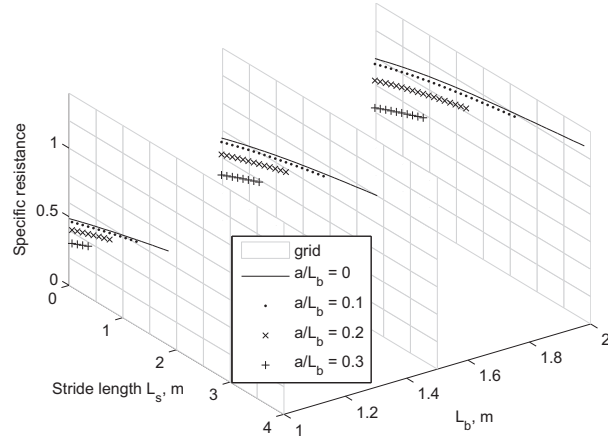 Specific resistance
1
0.5
0
0
1
2
3
4
Stride length L_s, m
1
1.2
1.4
1.6
1.8
2
L_b, m
grid
a/L_b = 0
a/L_b = 0.1
a/L_b = 0.2
a/L_b = 0.3